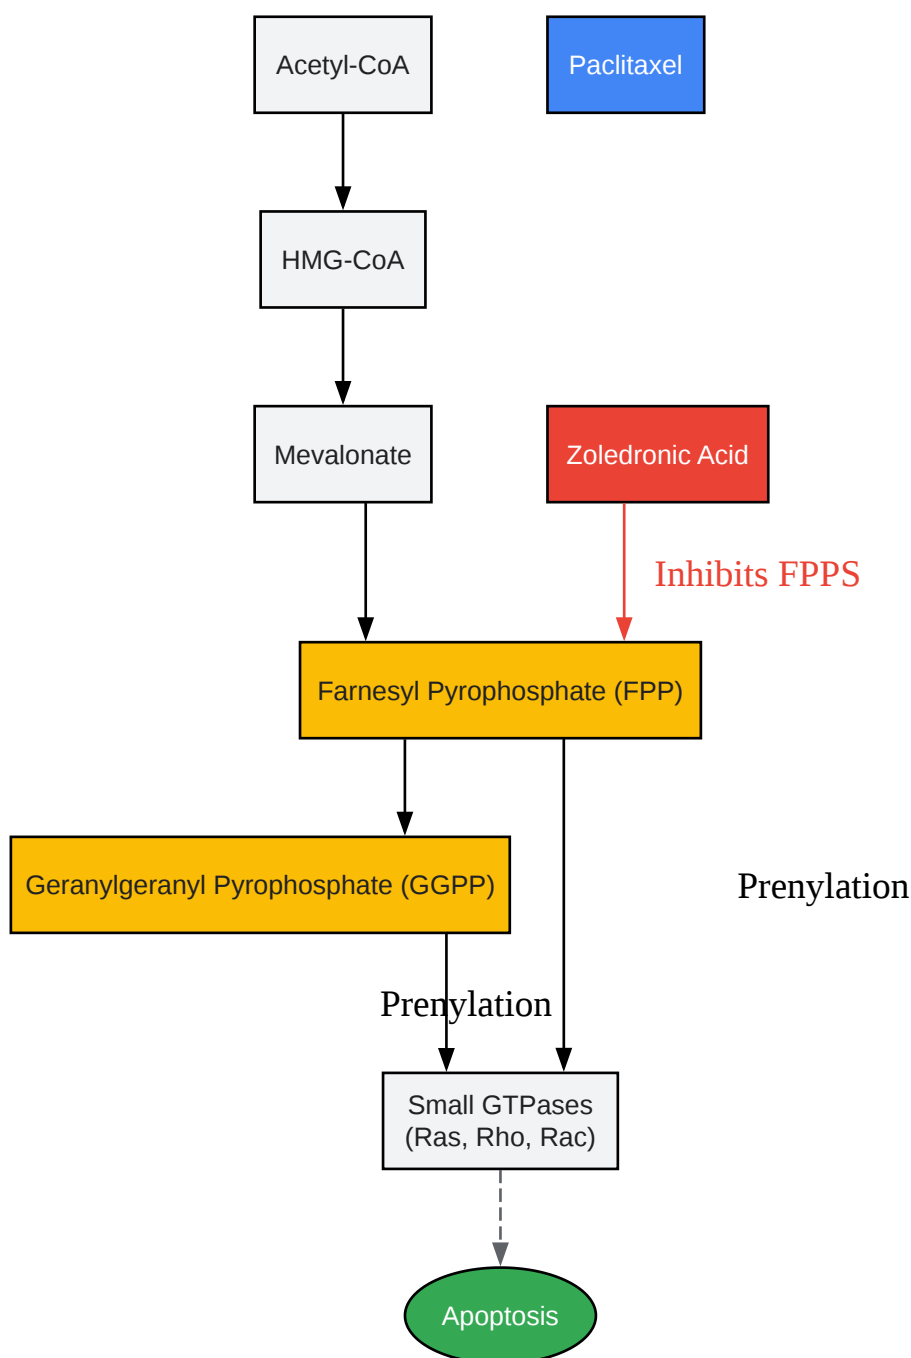 Acetyl-CoA
Paclitaxel
HMG-CoA
Mevalonate
Zoledronic Acid
Inhibits FPPS
Farnesyl Pyrophosphate (FPP)
Geranylgeranyl Pyrophosphate (GGPP)
Prenylation
Prenylation
Small GTPases
(Ras, Rho, Rac)
Apoptosis